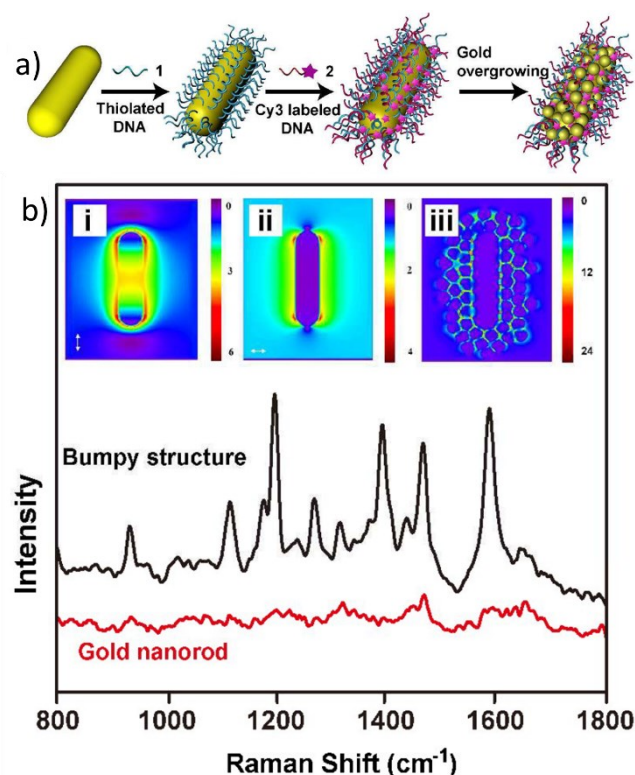 a)
1
Thiolated
DNA
2
Cy3 labeled
DNA
Gold
overgrowing
b)
i
0
3
6
ii
0
2
4
iii
0
12
24
Bumpy structure
Gold nanorod
Intensity
800 1000 1200 1400 1600 1800
Raman Shift (cm⁻¹)